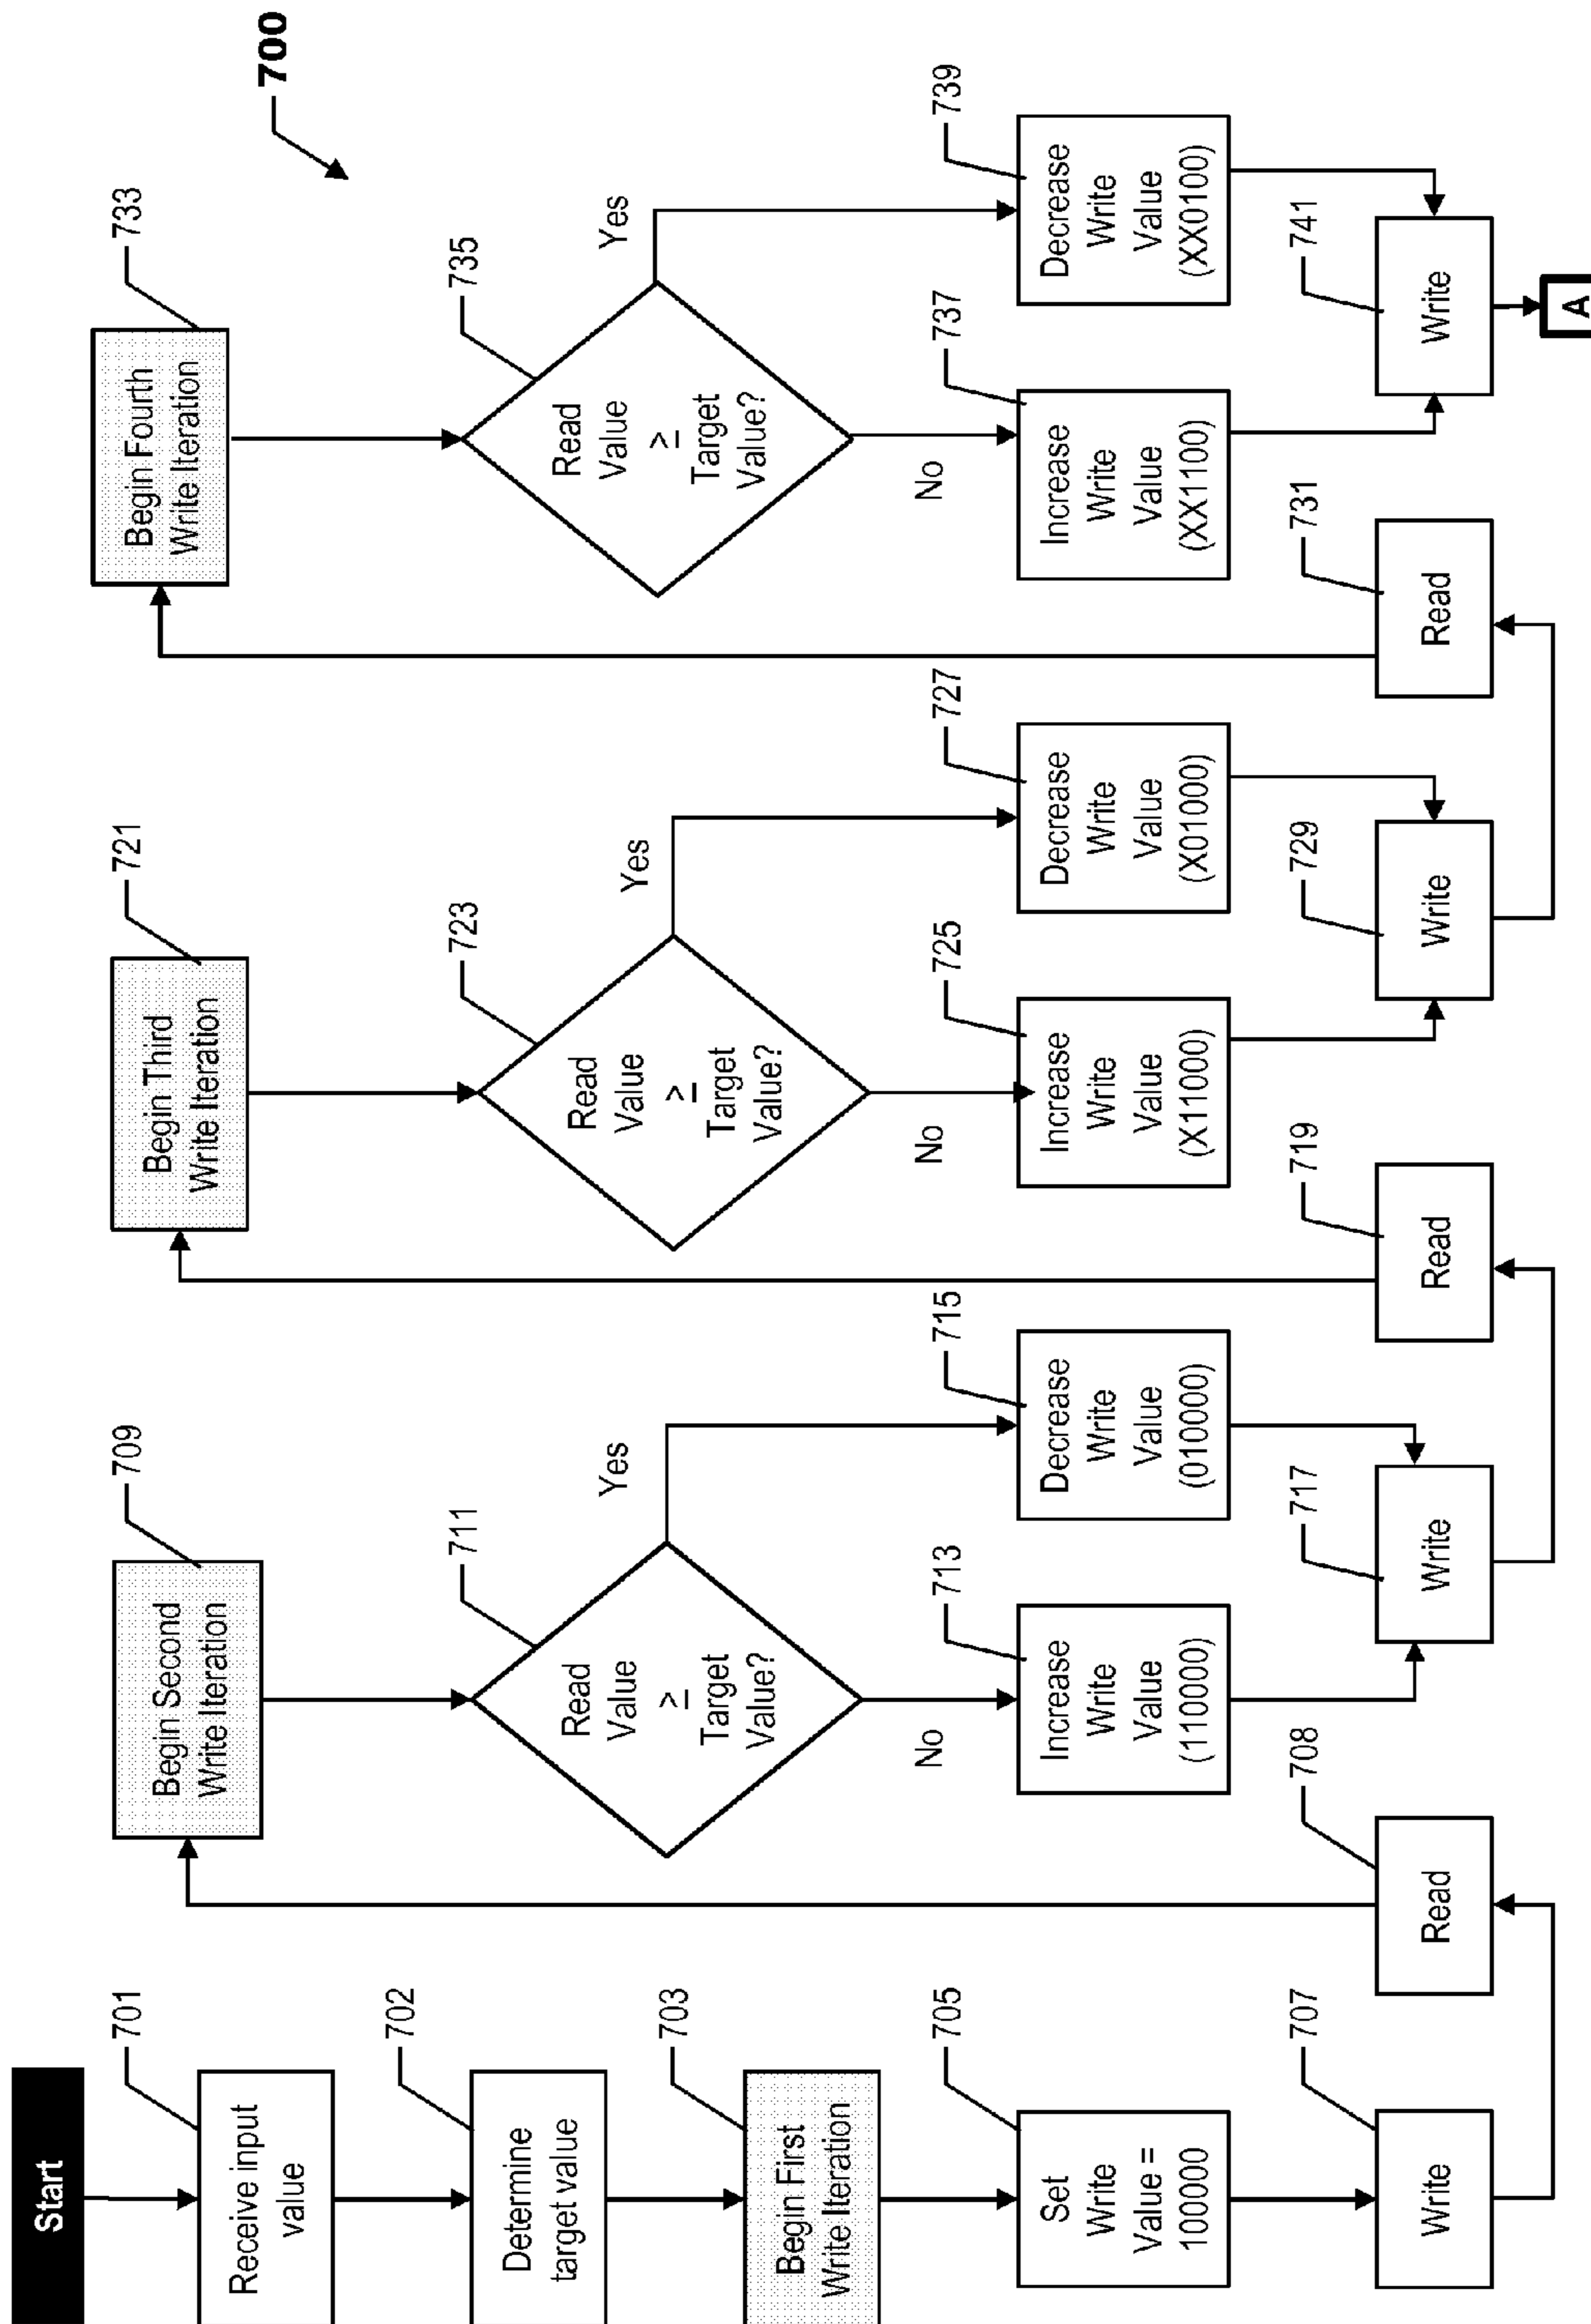 700
Start
701
Receive input
value
702
Determine
target value
703
Begin First
Write Iteration
705
Set
Write
Value =
100000
707
Write
708
Read
709
Begin Second
Write Iteration
711
Read
Value
≥
Target
Value?
No
Yes
713
Increase
Write
Value
(110000)
715
Decrease
Write
Value
(010000)
717
Write
719
Read
721
Begin Third
Write Iteration
723
Read
Value
≥
Target
Value?
No
Yes
725
Increase
Write
Value
(X11000)
727
Decrease
Write
Value
(X01000)
729
Write
731
Read
733
Begin Fourth
Write Iteration
735
Read
Value
≥
Target
Value?
No
Yes
737
Increase
Write
Value
(XX1100)
739
Decrease
Write
Value
(XX0100)
741
Write
A